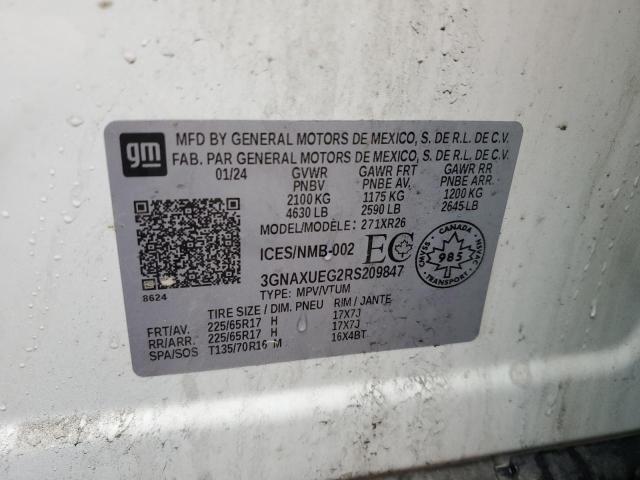 gm
MFD BY GENERAL MOTORS DE MEXICO, S. DE R.L. DE C.V.
FAB. PAR GENERAL MOTORS DE MEXICO, S. DE R.L. DE C.V.
01/24 GVWR GAWR FRT GAWR RR
PNBV PNBE AV, PNBE ARR.
2100 KG 1175 KG 1200 KG
4630 LB 2590 LB 2645 LB
MODEL/MODÈLE: 271XR26
ICES/NMB-002 EC
3GNAXUEG2RS209847
TYPE: MPV/VTUM
8624
CANADA
CMVSS 985 NSVAC
TIRE SIZE / DIM. PNEU RIM / JANTE
FRT/AV. 225/65R17 H 17X7J
RR/ARR. 225/65R17 H 17X7J
SPA/SOS T135/70R16 M 16X4BT